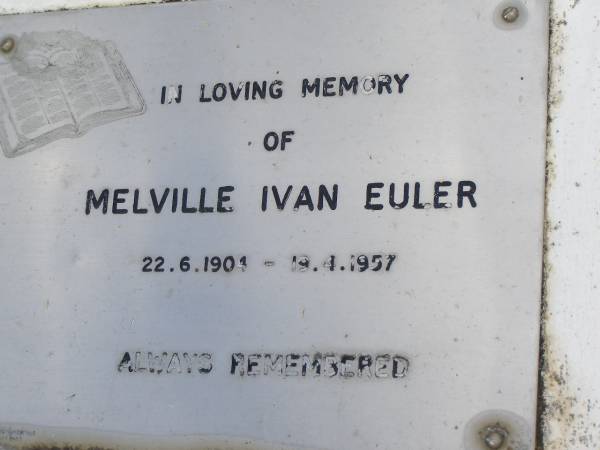 IN LOVING MEMORY
OF
MELVILLE IVAN EULER
22.6.1904 - 19.4.1957
ALWAYS REMEMBERED